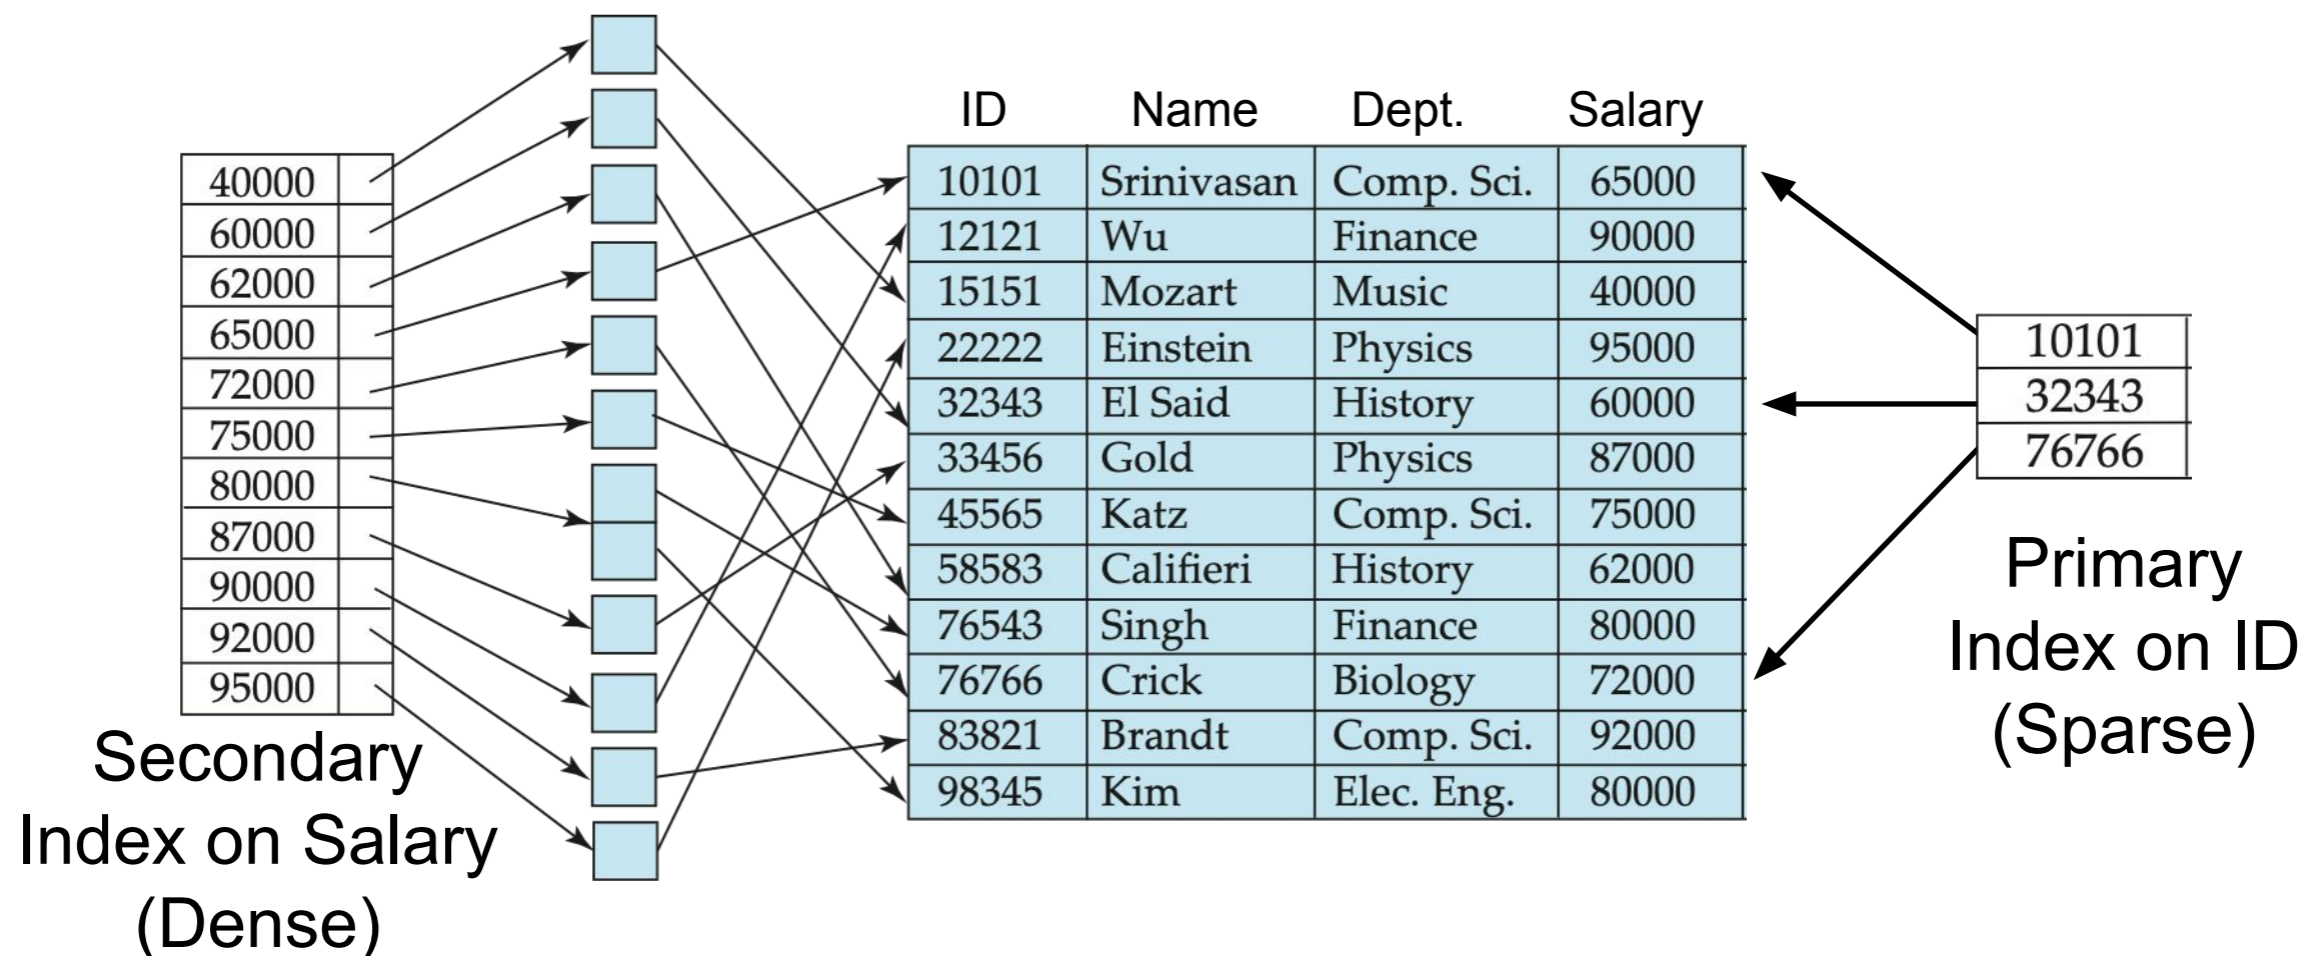 ID Name Dept. Salary
40000
60000
62000
65000
72000
75000
80000
87000
90000
92000
95000
Secondary
Index on Salary
(Dense)
10101 Srinivasan Comp. Sci. 65000
12121 Wu Finance 90000
15151 Mozart Music 40000
22222 Einstein Physics 95000
32343 El Said History 60000
33456 Gold Physics 87000
45565 Katz Comp. Sci. 75000
58583 Califieri History 62000
76543 Singh Finance 80000
76766 Crick Biology 72000
83821 Brandt Comp. Sci. 92000
98345 Kim Elec. Eng. 80000
10101
32343
76766
Primary
Index on ID
(Sparse)